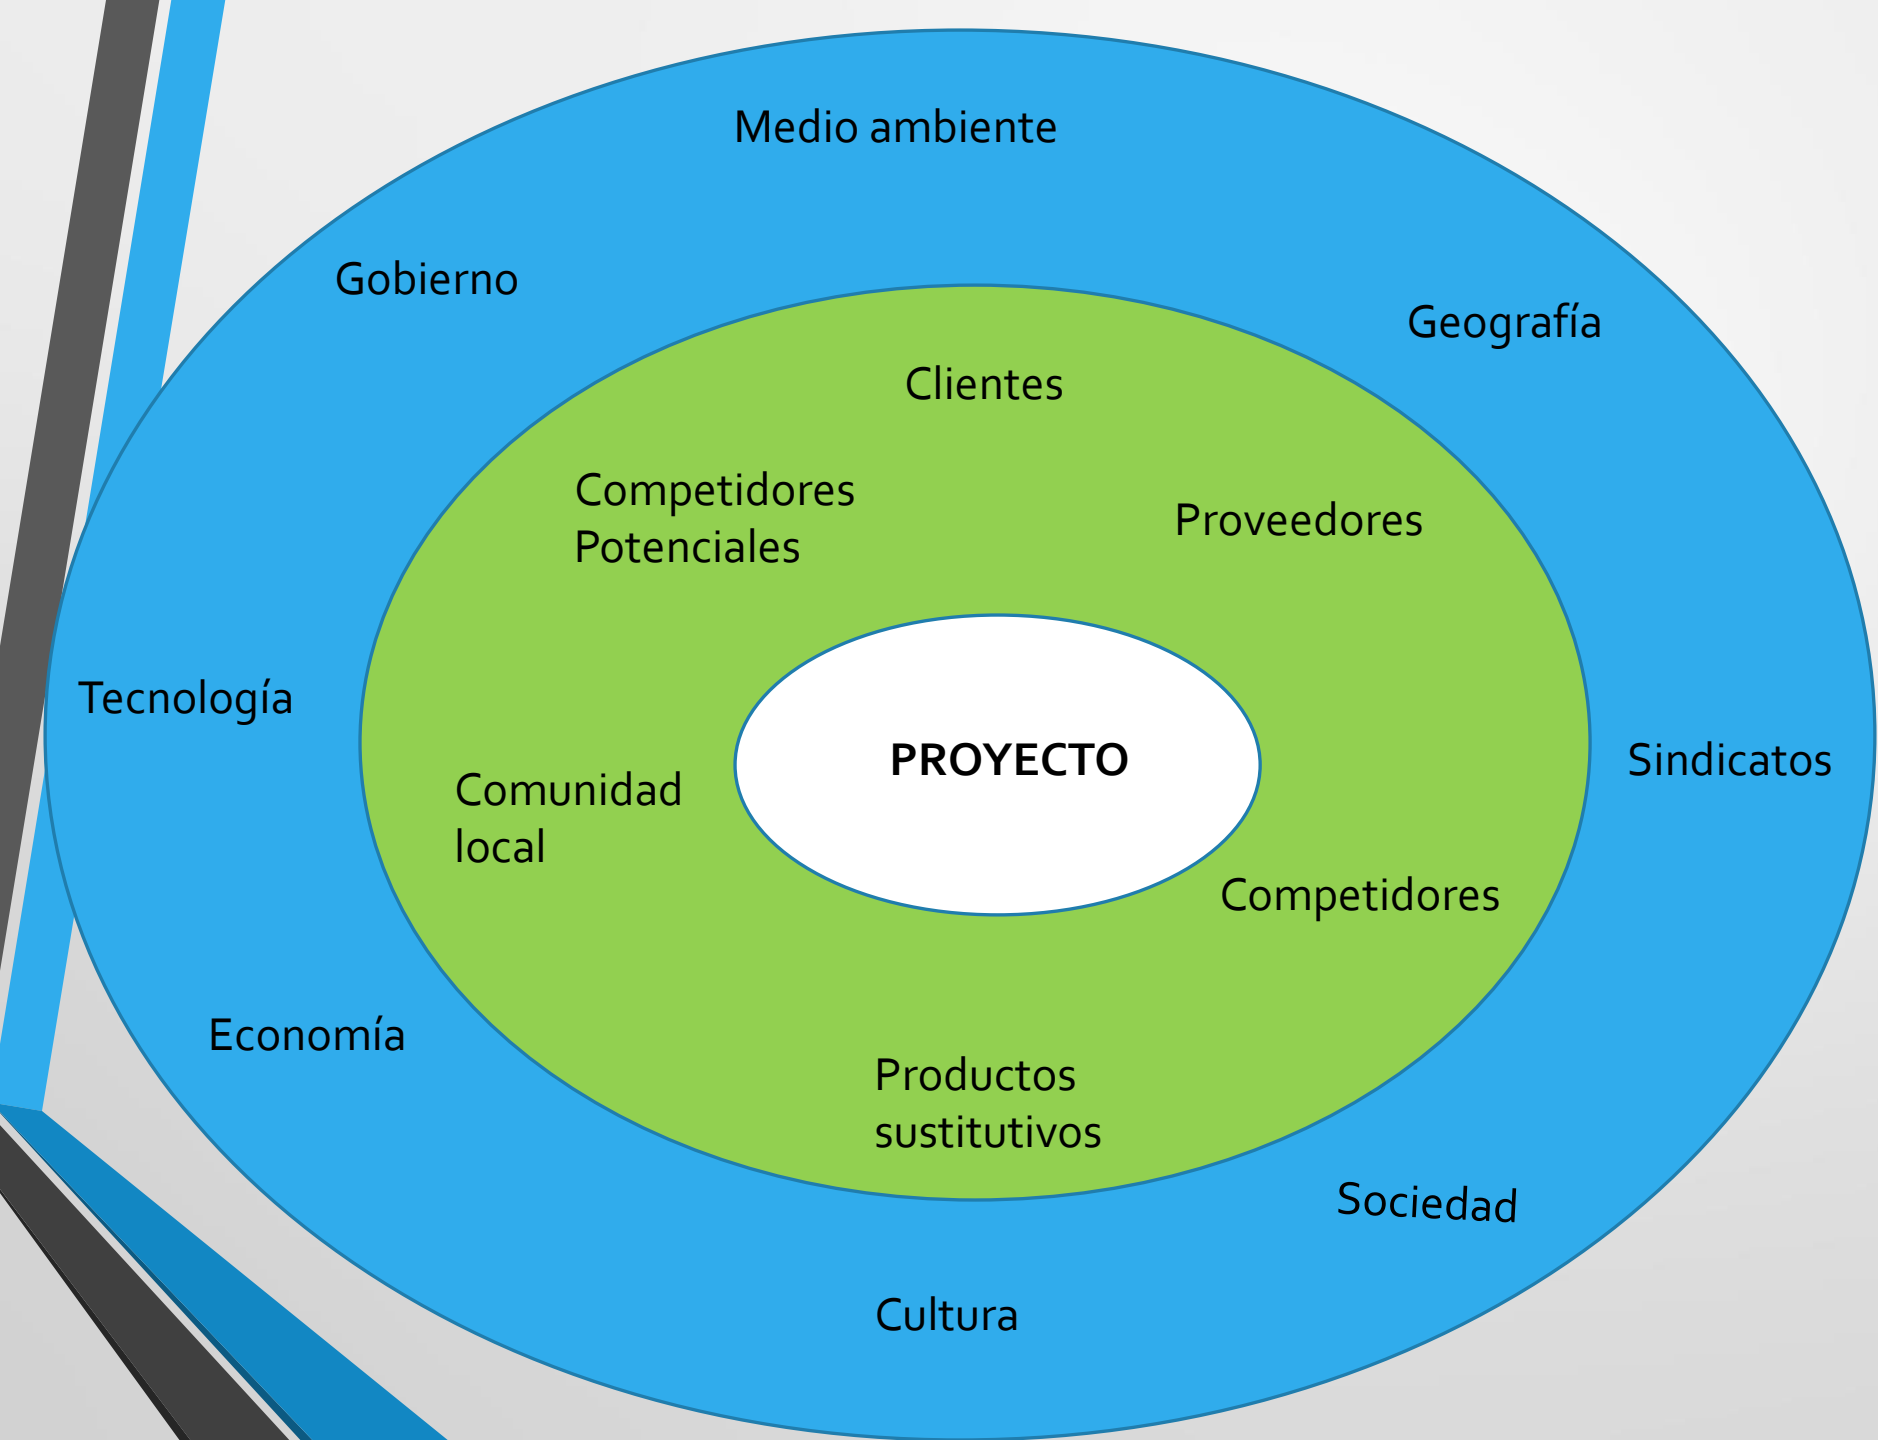 Medio ambiente
Gobierno
Geografía
Clientes
Competidores
Potenciales
Proveedores
Tecnología
PROYECTO
Sindicatos
Comunidad
local
Competidores
Economía
Productos
sustitutivos
Sociedad
Cultura